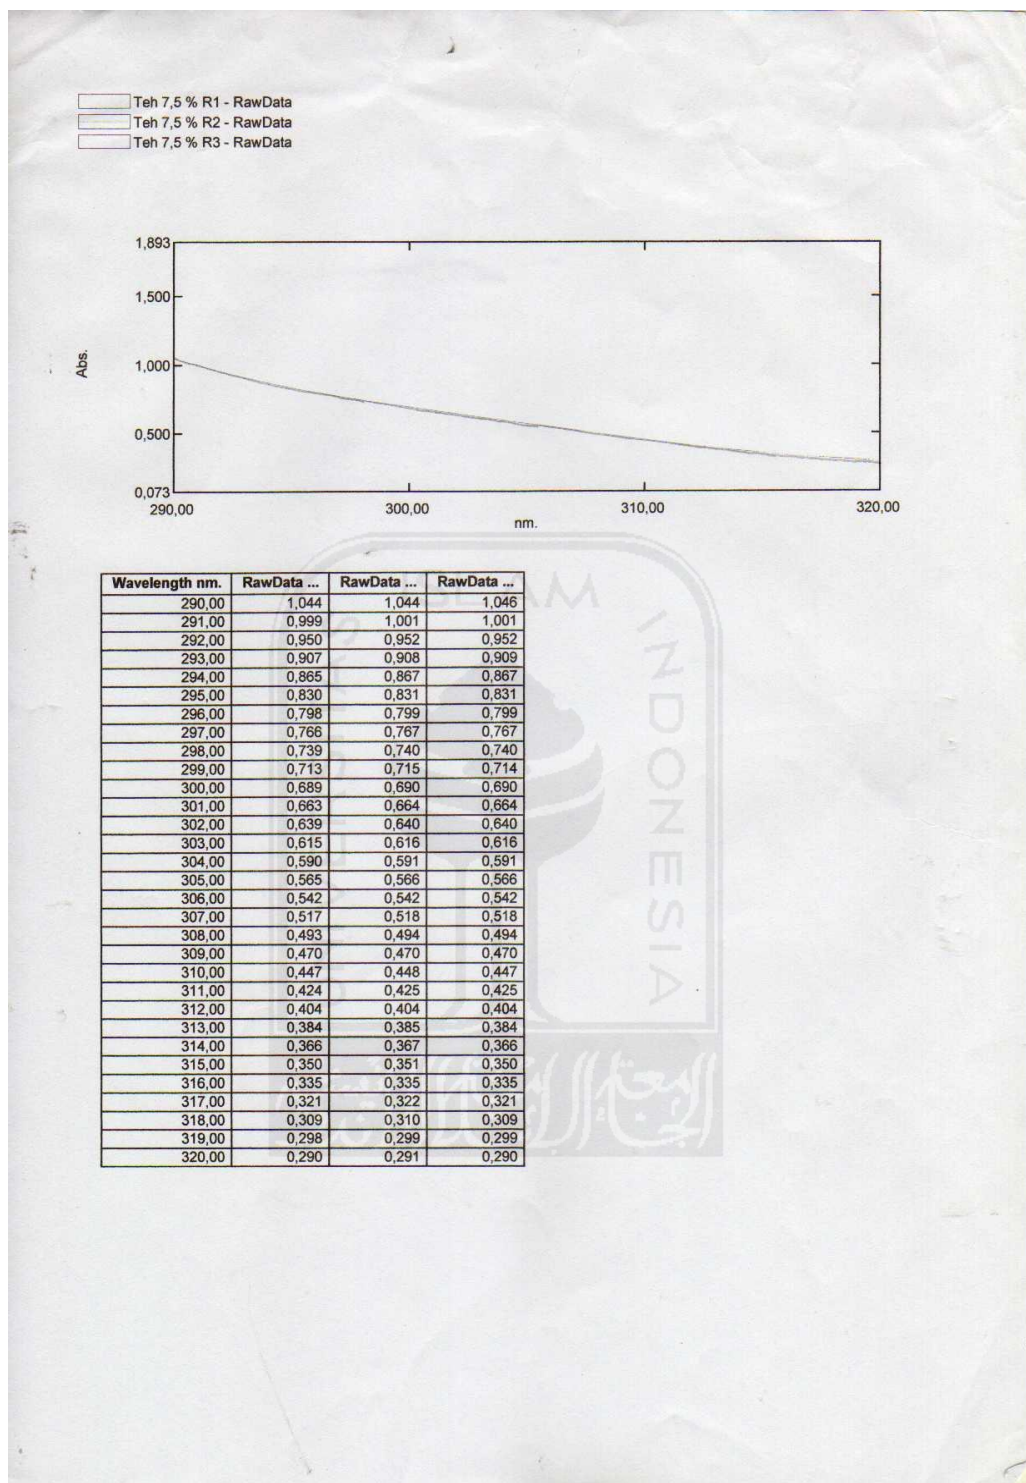 Teh 7,5 % R1 - RawData
Teh 7,5 % R2 - RawData
Teh 7,5 % R3 - RawData
1,893
1,500
1,000
0,500
0,073
Abs.
290,00 300,00 310,00 320,00
nm.
Wavelength nm. RawData ... RawData ... RawData ...
290,00 1,044 1,044 1,046
291,00 0,999 1,001 1,001
292,00 0,950 0,952 0,952
293,00 0,907 0,908 0,909
294,00 0,865 0,867 0,867
295,00 0,830 0,831 0,831
296,00 0,798 0,799 0,799
297,00 0,766 0,767 0,767
298,00 0,739 0,740 0,740
299,00 0,713 0,715 0,714
300,00 0,689 0,690 0,690
301,00 0,663 0,664 0,664
302,00 0,639 0,640 0,640
303,00 0,615 0,616 0,616
304,00 0,590 0,591 0,591
305,00 0,565 0,566 0,566
306,00 0,542 0,542 0,542
307,00 0,517 0,518 0,518
308,00 0,493 0,494 0,494
309,00 0,470 0,470 0,470
310,00 0,447 0,448 0,447
311,00 0,424 0,425 0,425
312,00 0,404 0,404 0,404
313,00 0,384 0,385 0,384
314,00 0,366 0,367 0,366
315,00 0,350 0,351 0,350
316,00 0,335 0,335 0,335
317,00 0,321 0,322 0,321
318,00 0,309 0,310 0,309
319,00 0,298 0,299 0,299
320,00 0,290 0,291 0,290
ISLAM
INDONESIA